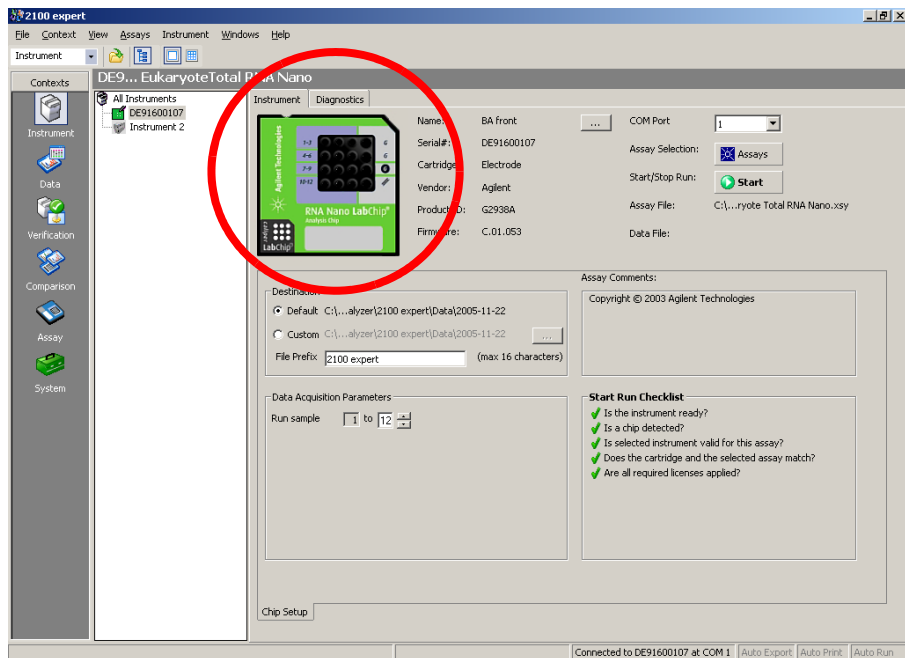 2100 expert
File Context View Assays Instrument Windows Help
Instrument
Contexts
Instrument
Data
Verification
Comparison
Assay
System
DE9... EukaryoteTotal RNA Nano
All Instruments
DE91600107
Instrument 2
Instrument Diagnostics
Agilent Technologies
1-3
4-6
7-9
10-12
6
6
6
RNA Nano LabChip®
Analysis Chip
LabChip
Name: BA front ...
Serial#: DE91600107
Cartridge Electrode
Vendor: Agilent
Product ID: G2938A
Firmware: C.01.053
COM Port 1
Assay Selection: Assays
Start/Stop Run: Start
Assay File: C:\...ryote Total RNA Nano.xsy
Data File:
Destination
Default C:\...alyzer\2100 expert\Data\2005-11-22
Custom C:\...alyzer\2100 expert\Data\2005-11-22 ...
File Prefix 2100 expert (max 16 characters)
Assay Comments:
Copyright © 2003 Agilent Technologies
Data Acquisition Parameters
Run sample 1 to 12
Start Run Checklist
Is the instrument ready?
Is a chip detected?
Is selected instrument valid for this assay?
Does the cartridge and the selected assay match?
Are all required licenses applied?
Chip Setup
Connected to DE91600107 at COM 1 Auto Export Auto Print Auto Run